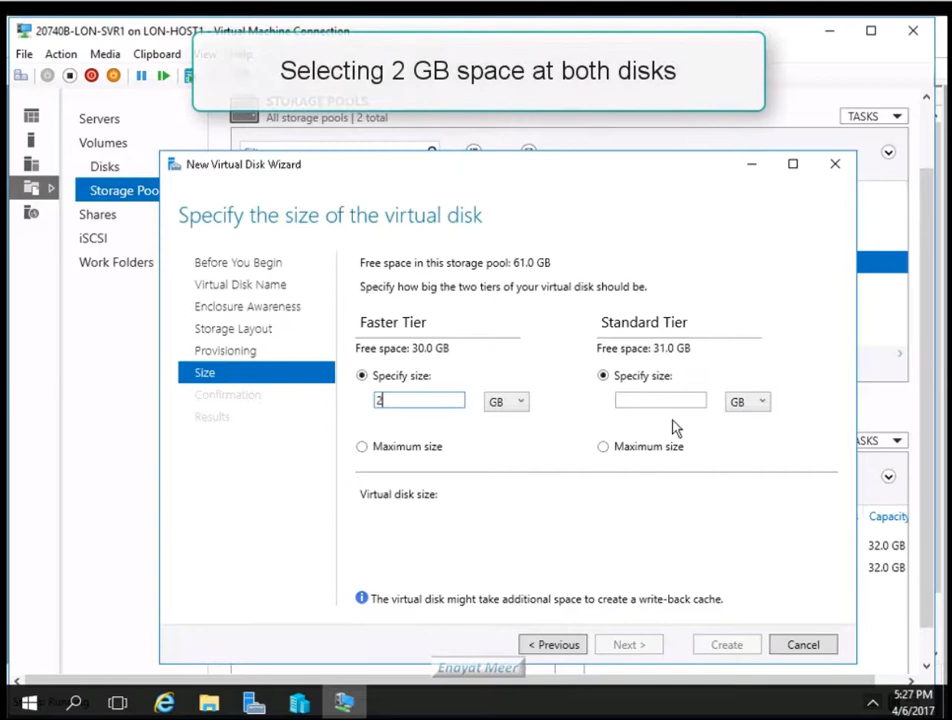 20740B-LON-SVR1 on LON-HOST1 - Virtual Machine Connection
File Action Media Clipboard View Help
Selecting 2 GB space at both disks
STORAGE POOLS
All storage pools | 2 total
TASKS
Servers
Volumes
Disks
Storage Poo
Shares
iSCSI
Work Folders
New Virtual Disk Wizard
Specify the size of the virtual disk
Before You Begin
Virtual Disk Name
Enclosure Awareness
Storage Layout
Provisioning
Size
Confirmation
Results
Free space in this storage pool: 61.0 GB
Specify how big the two tiers of your virtual disk should be.
Faster Tier
Free space: 30.0 GB
Specify size:
2 GB
Maximum size
Standard Tier
Free space: 31.0 GB
Specify size:
GB
Maximum size
Virtual disk size:
The virtual disk might take additional space to create a write-back cache.
< Previous Next > Create Cancel
ASKS
Capacity
32.0 GB
32.0 GB
Enayat Meer
5:27 PM
4/6/2017